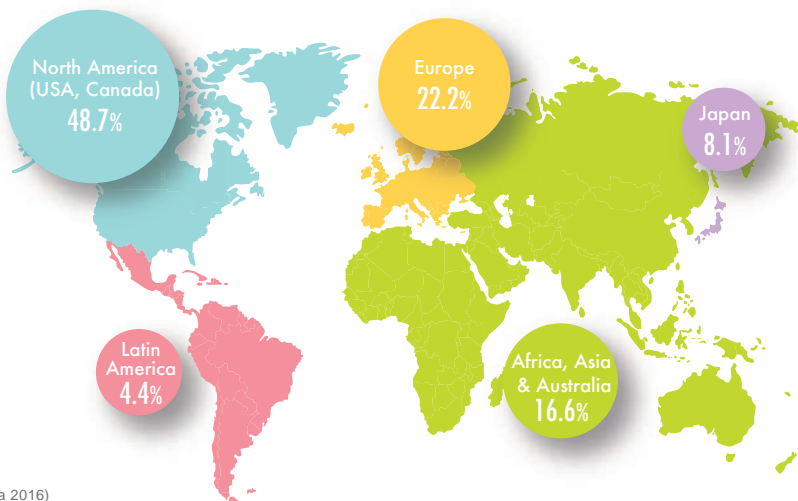 North America
(USA, Canada)
48.7%
Europe
22.2%
Japan
8.1%
Latin
America
4.4%
Africa, Asia
& Australia
16.6%
2016)